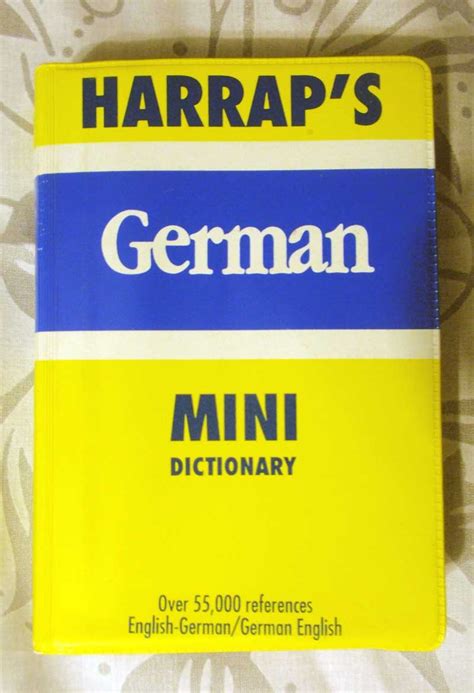 HARRAP'S
German
MINI
DICTIONARY
Over 55,000 references
English-German/German English